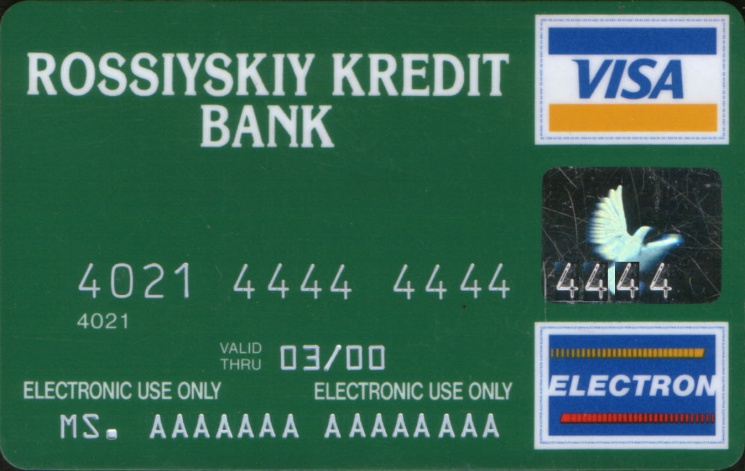 ROSSIYSKIY KREDIT
BANK
VISA
4021 4444 4444 4444
4021
VALID
THRU 03/00
ELECTRONIC USE ONLY ELECTRONIC USE ONLY
ELECTRON
MS. AAAAAAA AAAAAAAA